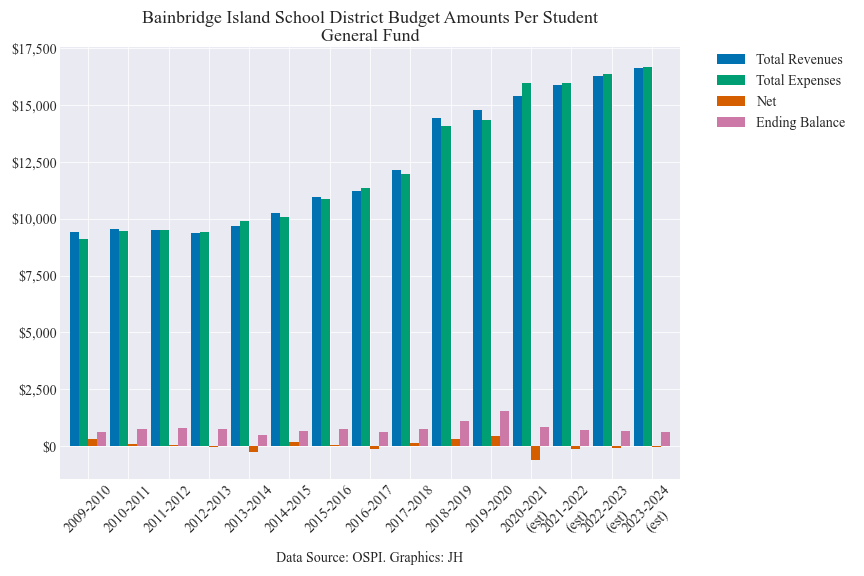 Bainbridge Island School District Budget Amounts Per Student
General Fund
$17,500
$15,000
$12,500
$10,000
$7,500
$5,000
$2,500
$0
Total Revenues
Total Expenses
Net
Ending Balance
2009-2010
2010-2011
2011-2012
2012-2013
2013-2014
2014-2015
2015-2016
2016-2017
2017-2018
2018-2019
2019-2020
2020-2021
(est)
2021-2022
(est)
2022-2023
(est)
2023-2024
(est)
Data Source: OSPI. Graphics: JH